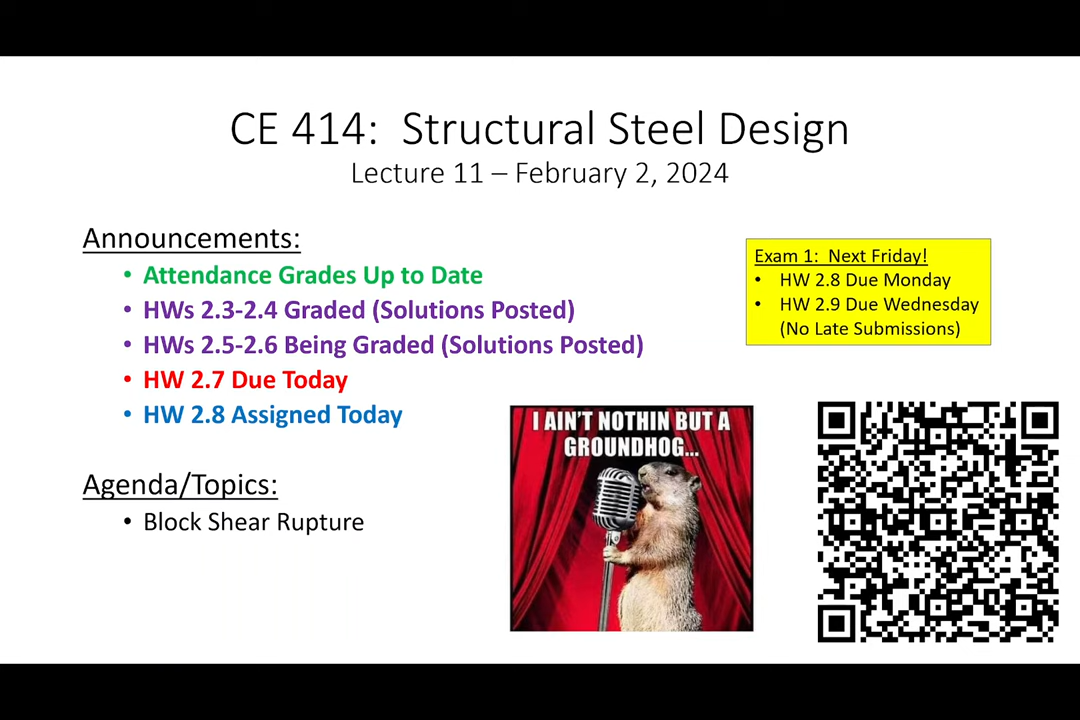 CE 414:  Structural Steel Design
Lecture 11 – February 2, 2024
Announcements:
• Attendance Grades Up to Date
• HWs 2.3-2.4 Graded (Solutions Posted)
• HWs 2.5-2.6 Being Graded (Solutions Posted)
• HW 2.7 Due Today
• HW 2.8 Assigned Today
Agenda/Topics:
• Block Shear Rupture
Exam 1:  Next Friday!
• HW 2.8 Due Monday
• HW 2.9 Due Wednesday
(No Late Submissions)
I AIN'T NOTHIN BUT A
GROUNDHOG...